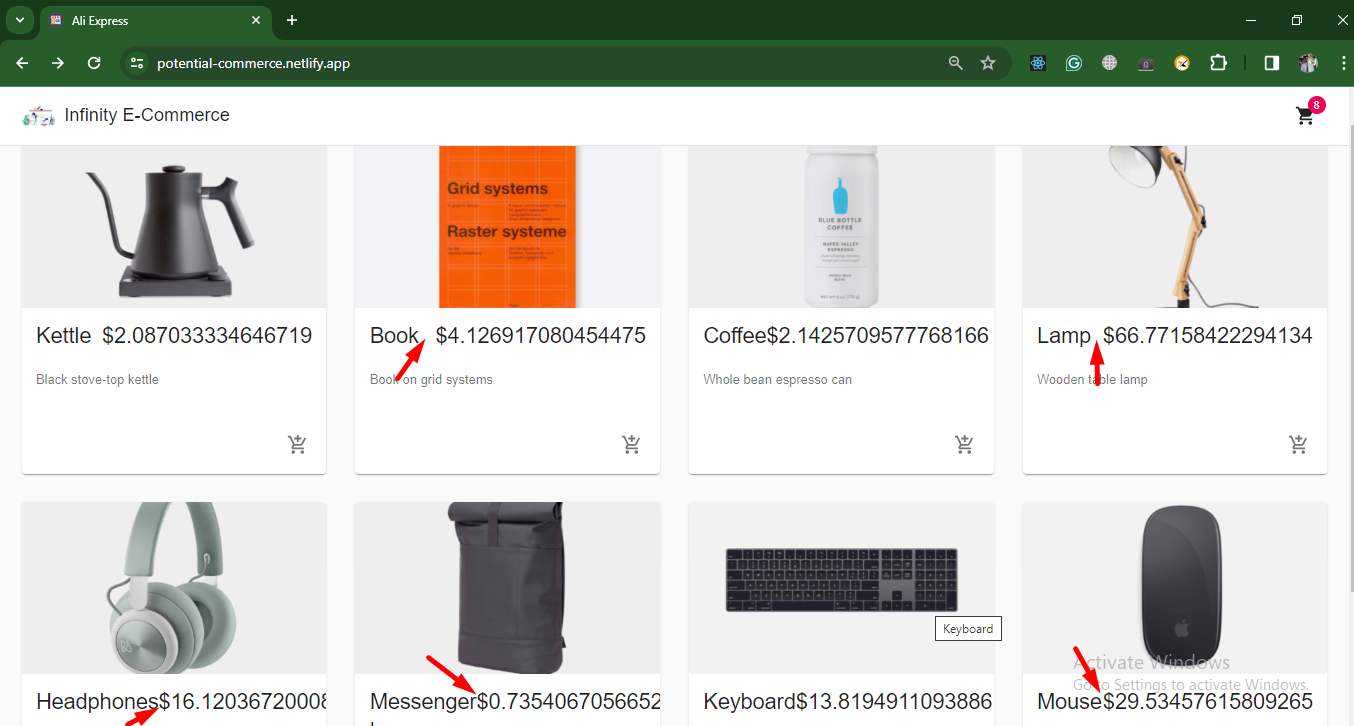 Ali Express
potential-commerce.netlify.app
Infinity E-Commerce
8
Grid systems
Raster systeme
BLUE BOTTLE
COFFEE
HAYES VALLEY
ESPRESSO
Kettle $2.087033334646719
Book $4.126917080454475
Coffee$2.1425709577768166
Lamp $66.77158422294134
Black stove-top kettle
Book on grid systems
Whole bean espresso can
Wooden table lamp
Keyboard
Activate Windows
Go to Settings to activate Windows.
Headphones$16.12036720008
Messenger$0.7354067056652
Keyboard$13.8194911093886
Mouse$29.53457615809265